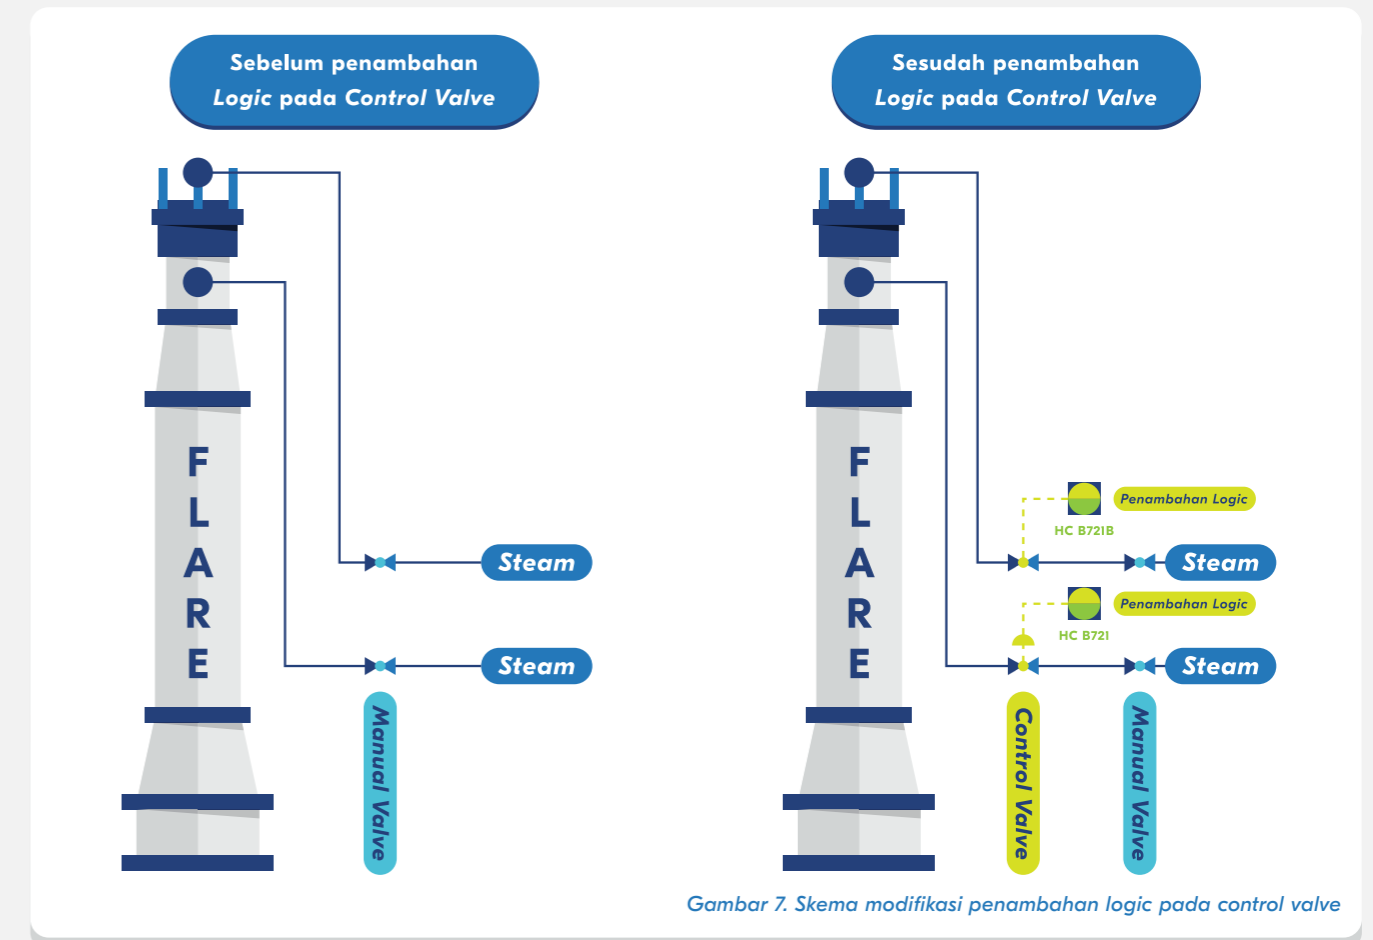 Sebelum penambahan
Logic pada Control Valve
Sesudah penambahan
Logic pada Control Valve
FLARE
Steam
Steam
Manual Valve
FLARE
Penambahan Logic
HC B721B
Steam
Penambahan Logic
HC B721
Steam
Control Valve
Manual Valve
Gambar 7. Skema modifikasi penambahan logic pada control valve